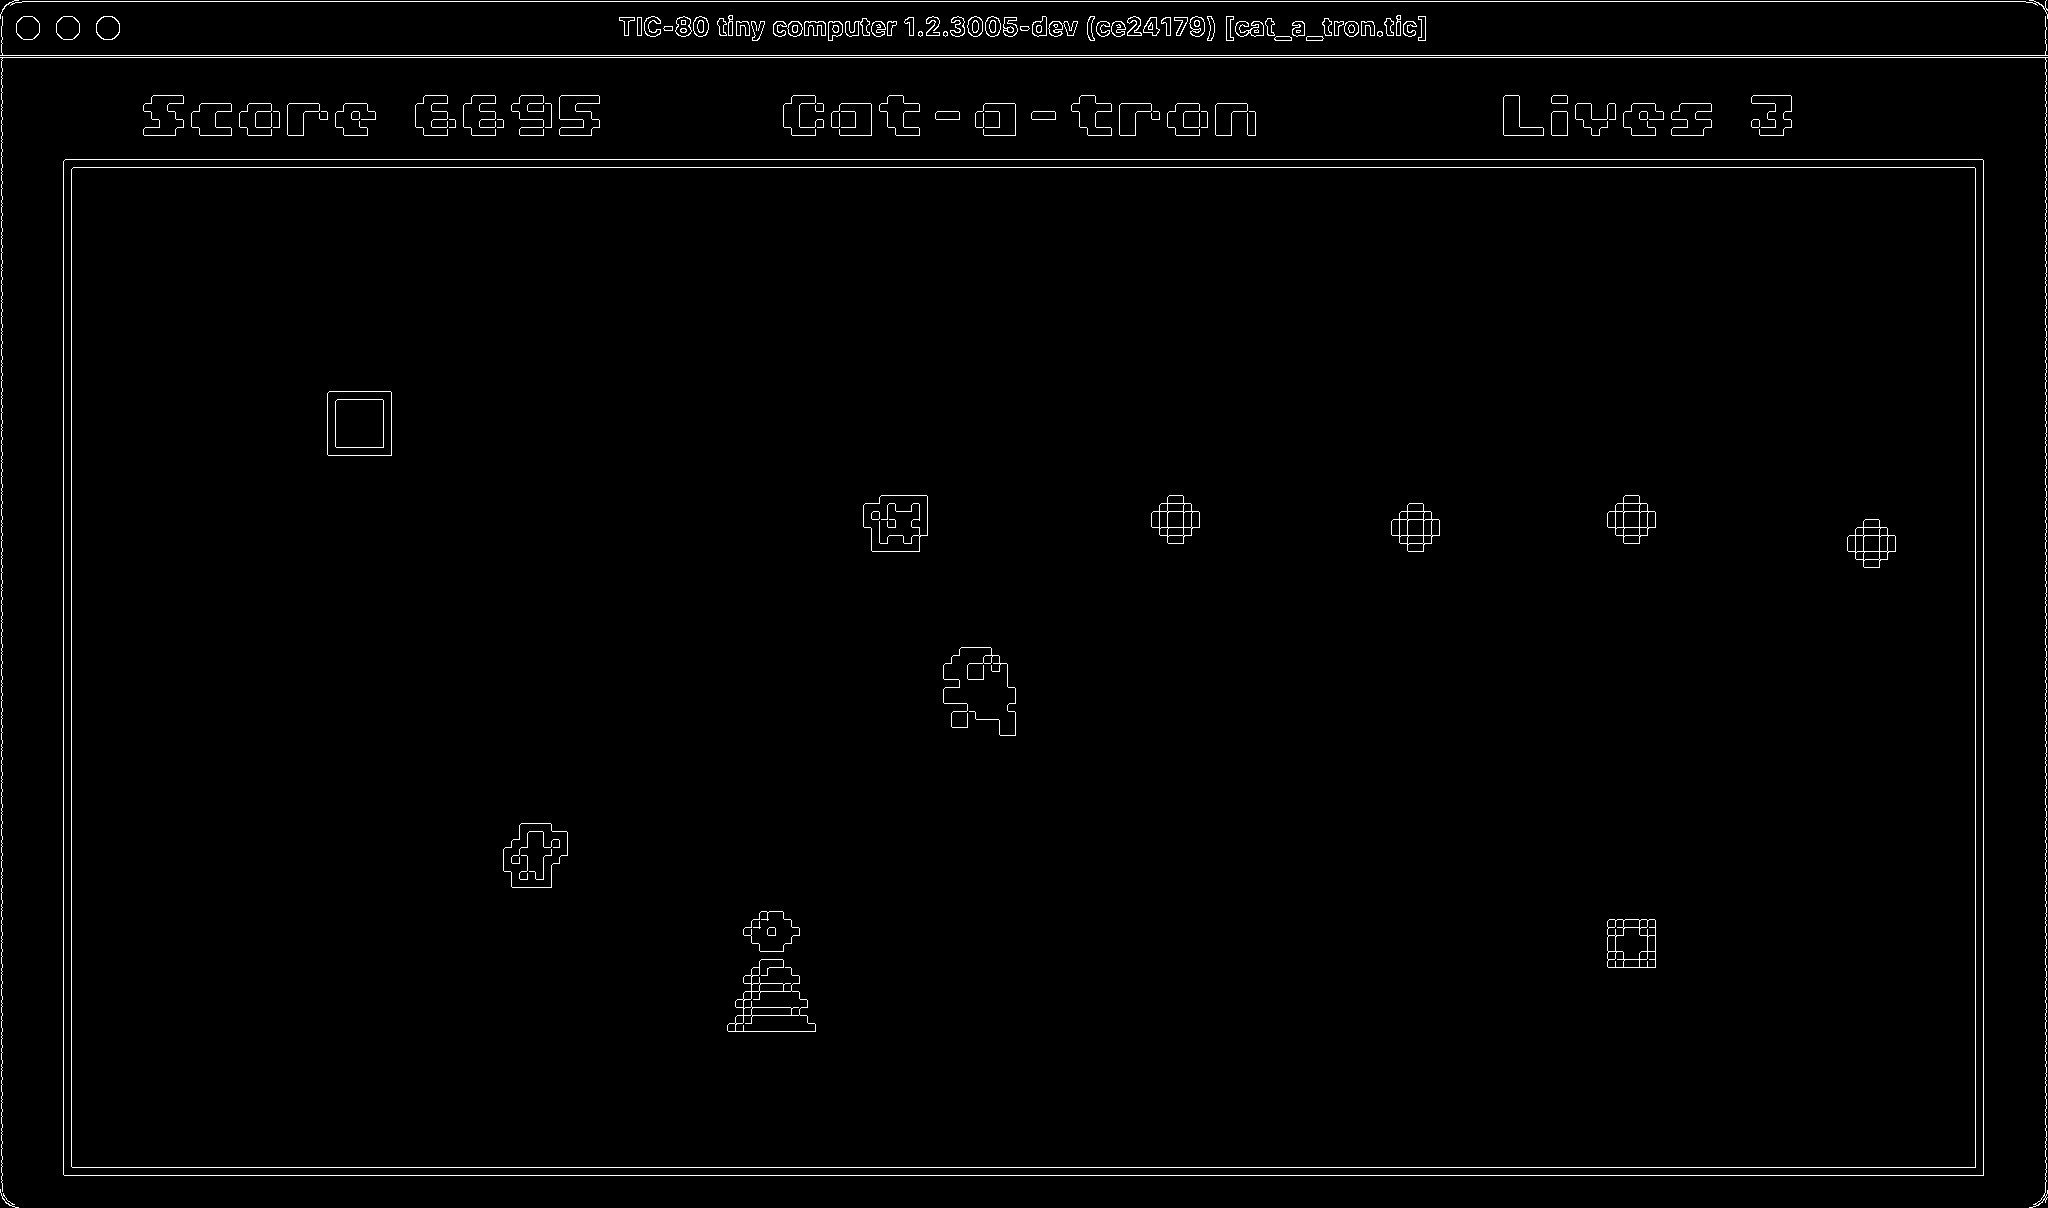 TIC-80 tiny computer 1.2.3005-dev (ce24179) [cat_a_tron.tic]
Score 6695 Cat-a-tron Lives 3